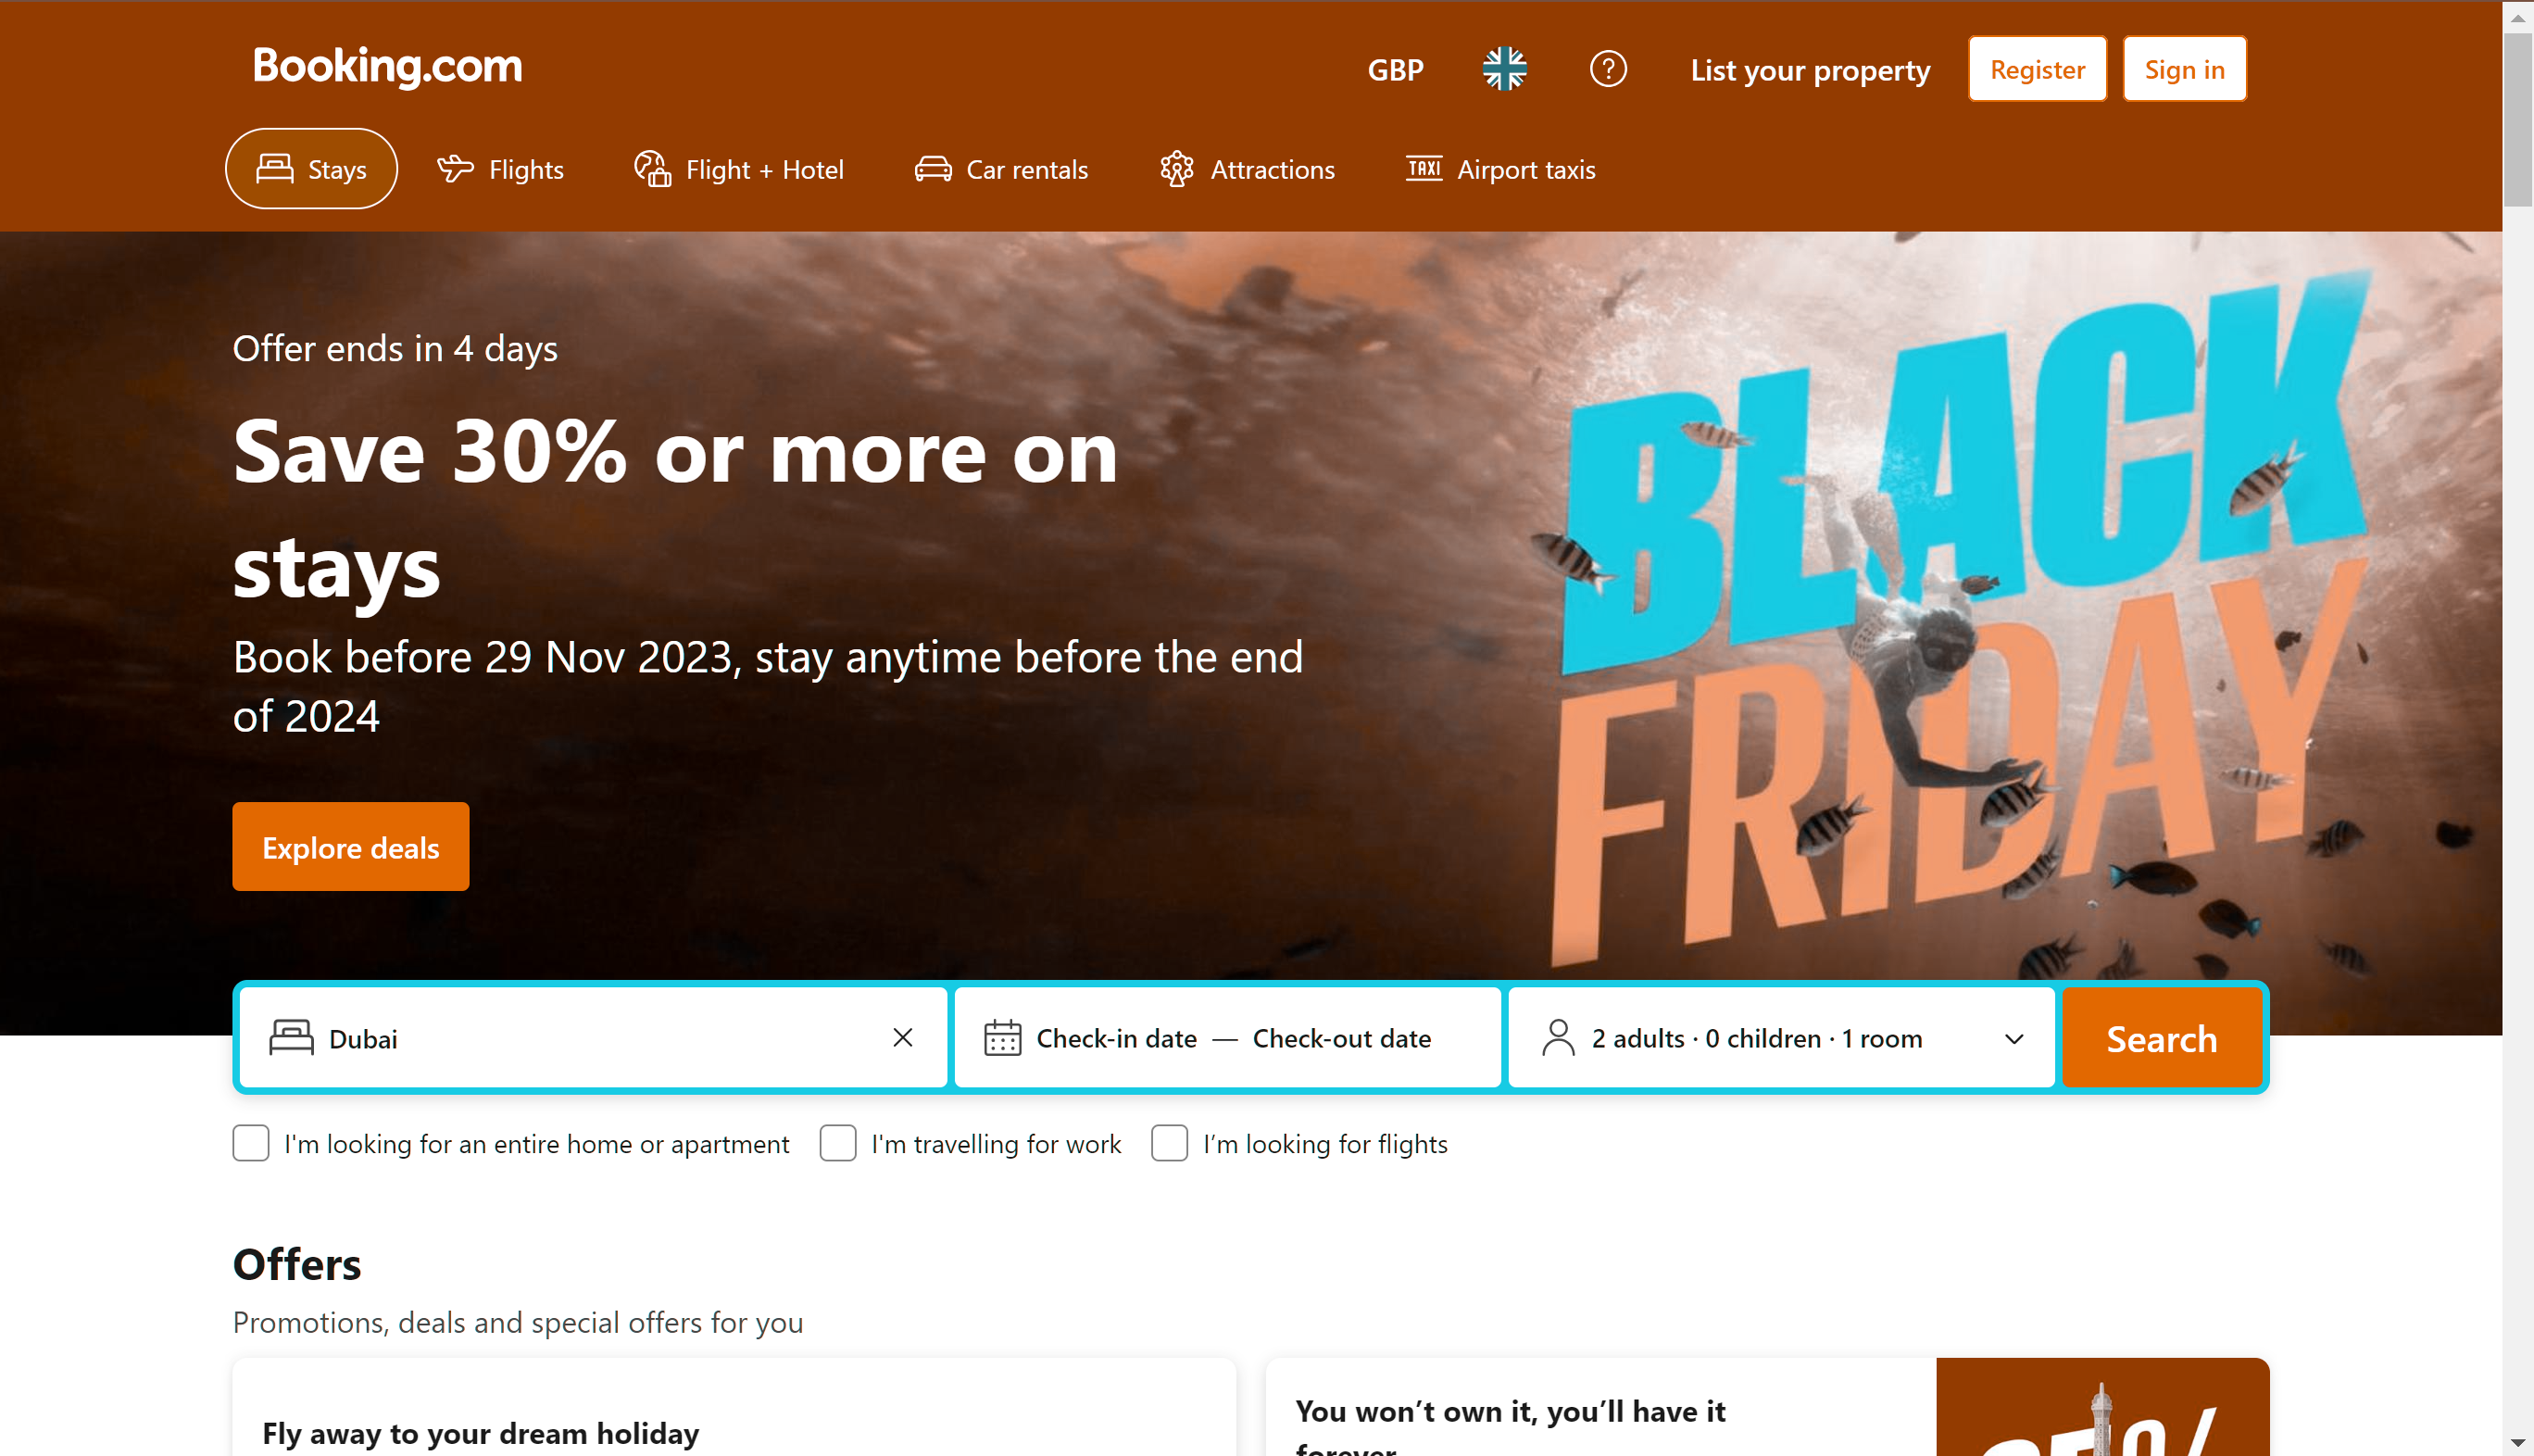 Booking.com
GBP
List your property
Register
Sign in
Stays
Flights
Flight + Hotel
Car rentals
Attractions
TAXI
Airport taxis
Offer ends in 4 days
Save 30% or more on
stays
Book before 29 Nov 2023, stay anytime before the end
of 2024
Explore deals
BLACK
FRIDAY
Dubai
Check-in date — Check-out date
2 adults · 0 children · 1 room
Search
I'm looking for an entire home or apartment
I'm travelling for work
I’m looking for flights
Offers
Promotions, deals and special offers for you
Fly away to your dream holiday
You won’t own it, you’ll have it
forever